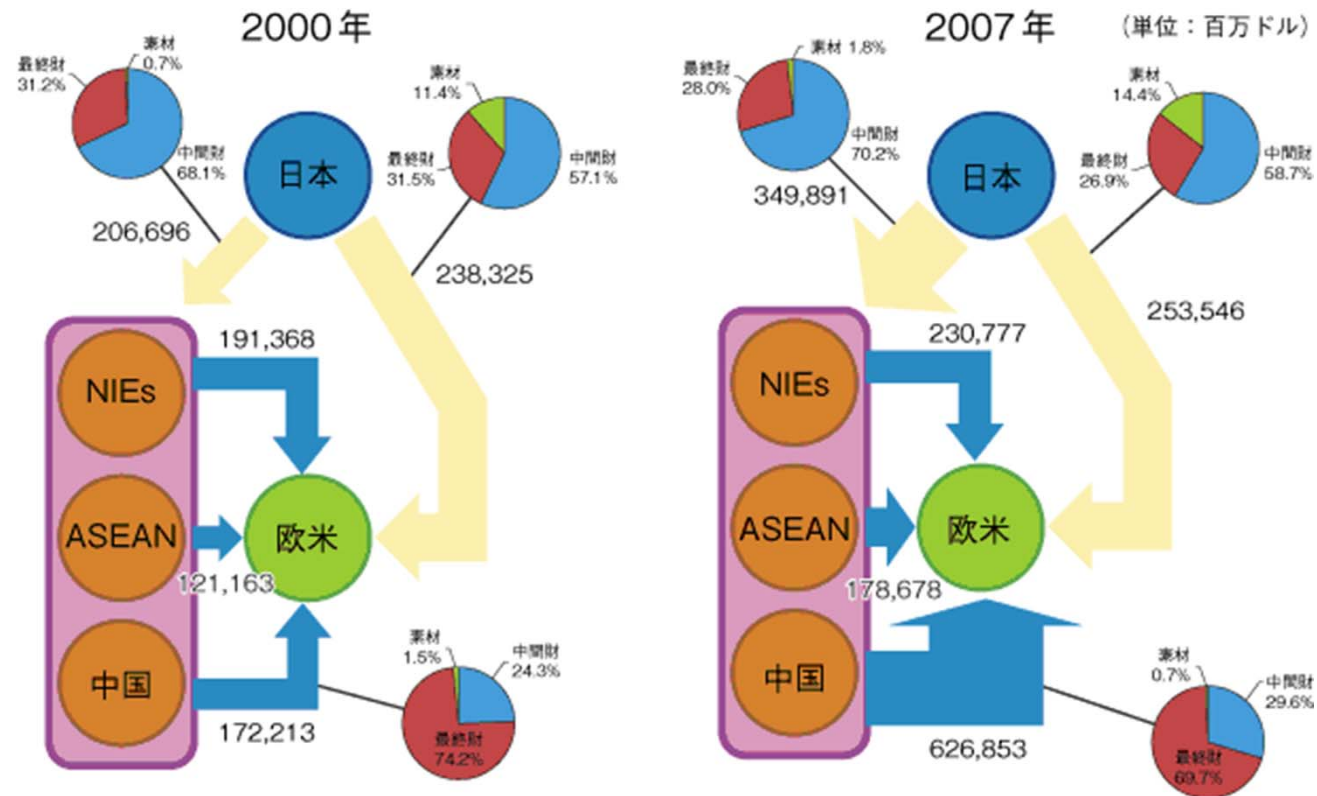 2000年
素材
0.7%
最終財
31.2%
中間財
68.1%
206,696
日本
素材
11.4%
最終財
31.5%
中間財
57.1%
238,325
NIEs
ASEAN
中国
191,368
121,163
172,213
欧米
素材
1.5%
中間財
24.3%
最終財
74.2%
2007年
(単位:百万ドル)
素材 1.8%
最終財
28.0%
中間財
70.2%
349,891
日本
素材
14.4%
最終財
26.9%
中間財
58.7%
253,546
NIEs
ASEAN
中国
230,777
178,678
626,853
欧米
素材
0.7%
中間財
29.6%
最終財
69.7%